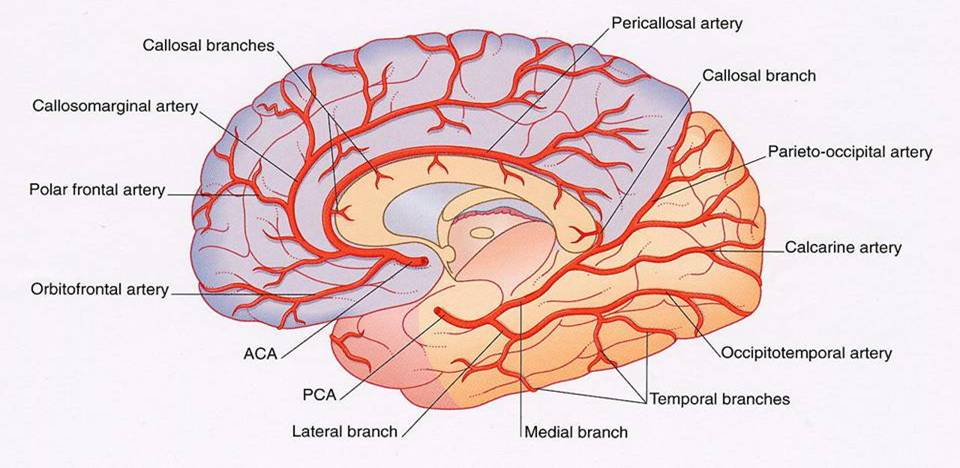 Pericallosal artery
Callosal branches
Callosal branch
Callosomarginal artery
Parieto-occipital artery
Polar frontal artery
Calcarine artery
Orbitofrontal artery
ACA
Occipitotemporal artery
PCA
Temporal branches
Lateral branch
Medial branch